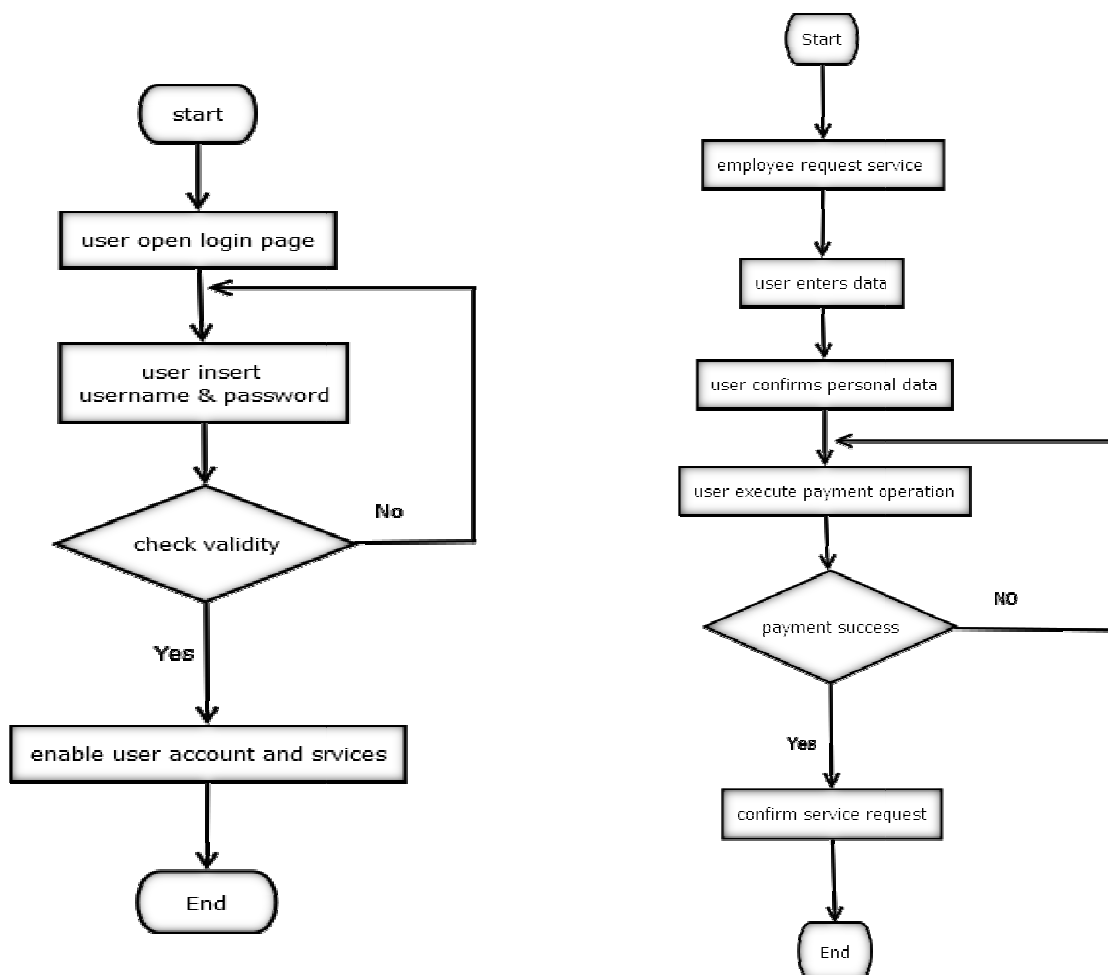 start
user open login page
user insert
username & password
check validity
No
Yes
enable user account and srvices
End
Start
employee request service
user enters data
user confirms personal data
user execute payment operation
payment success
NO
Yes
confirm service request
End